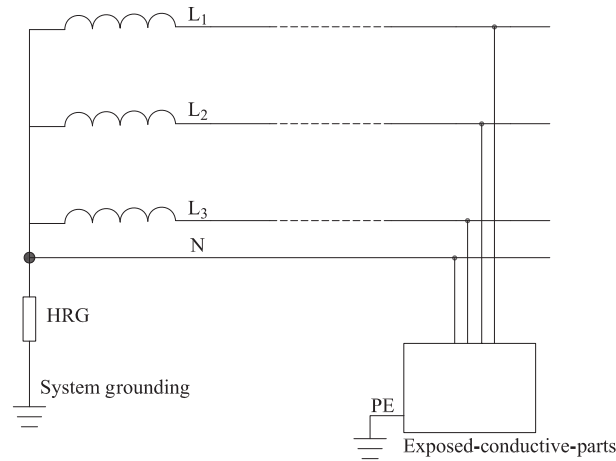 L₁
L₂
L₃
N
HRG
System grounding
PE
Exposed-conductive-parts